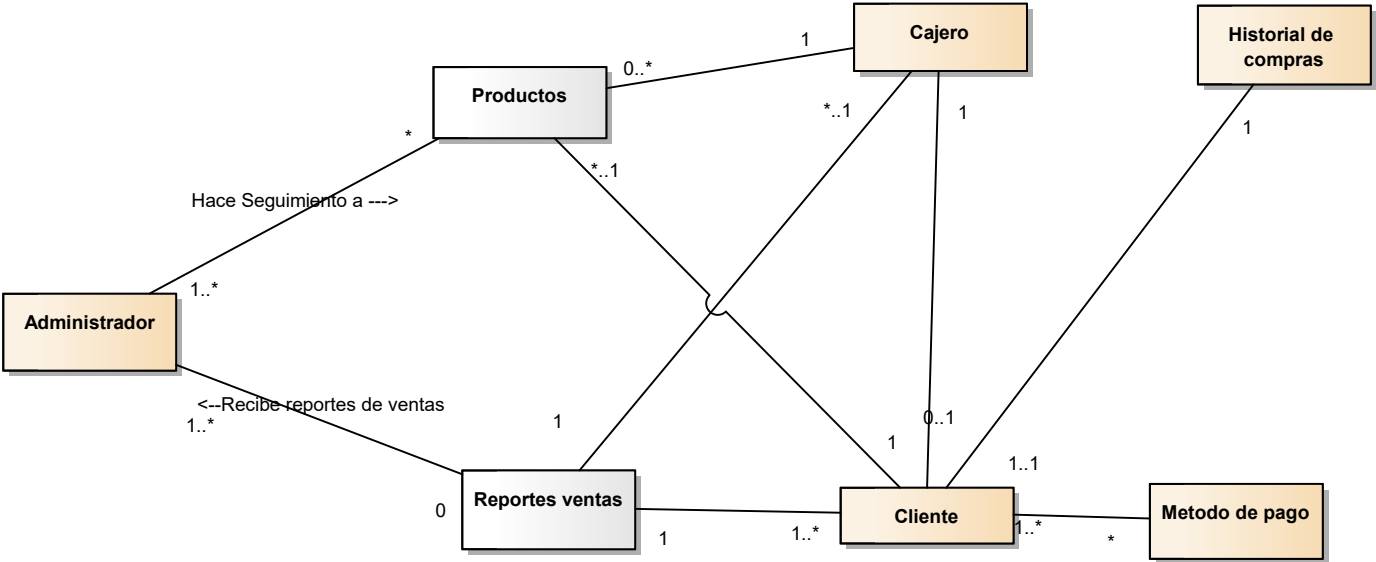 Cajero
Historial de
compras
1
0..*
Productos
*..1
1
1
*
*..1
Hace Seguimiento a --->
1..*
Administrador
<--Recibe reportes de ventas
1..*
1
0..1
1
1..1
Reportes ventas
0
1
1..*
Cliente
1..*
*
Metodo de pago